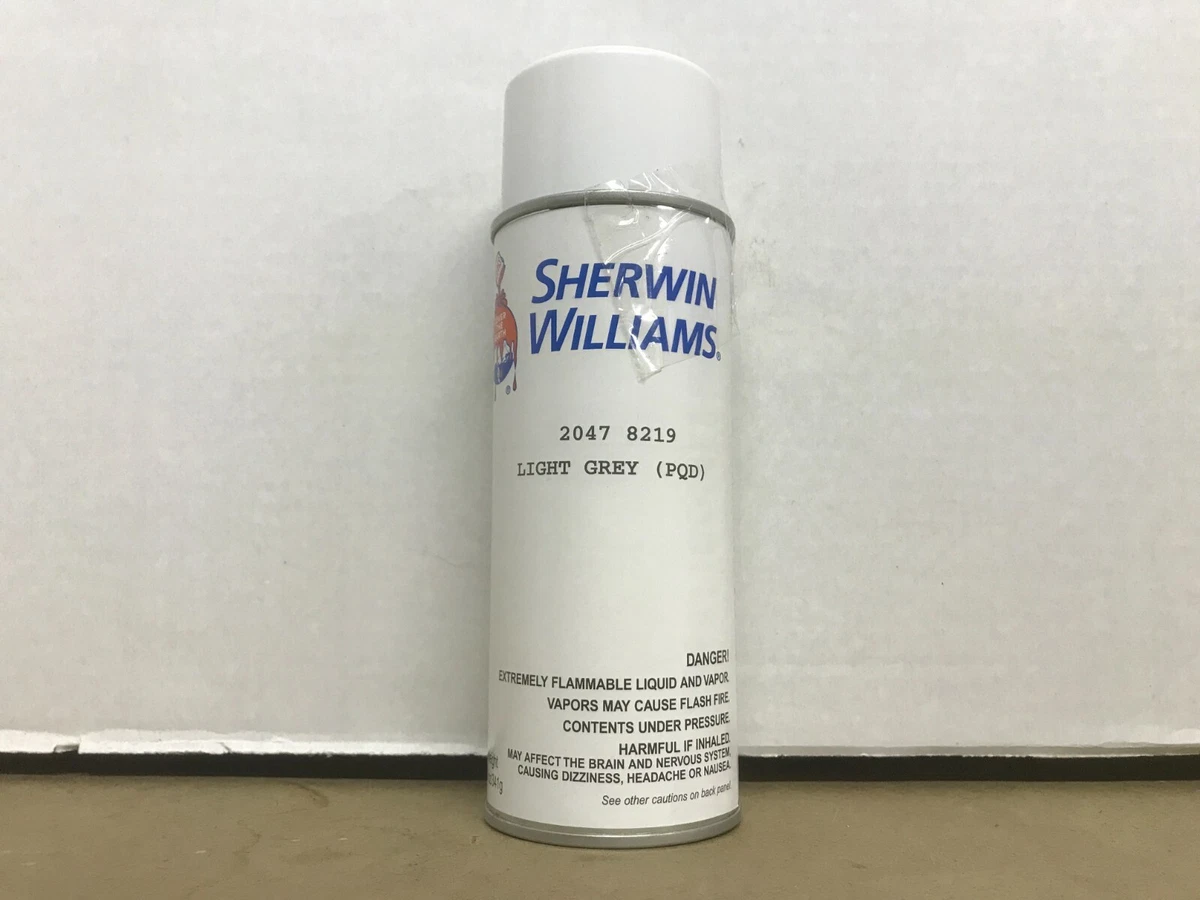 SHERWIN
WILLIAMS®
2047 8219
LIGHT GREY (PQD)
DANGER!
EXTREMELY FLAMMABLE LIQUID AND VAPOR.
VAPORS MAY CAUSE FLASH FIRE.
CONTENTS UNDER PRESSURE.
HARMFUL IF INHALED.
MAY AFFECT THE BRAIN AND NERVOUS SYSTEM,
CAUSING DIZZINESS, HEADACHE OR NAUSEA.
See other cautions on back panel.